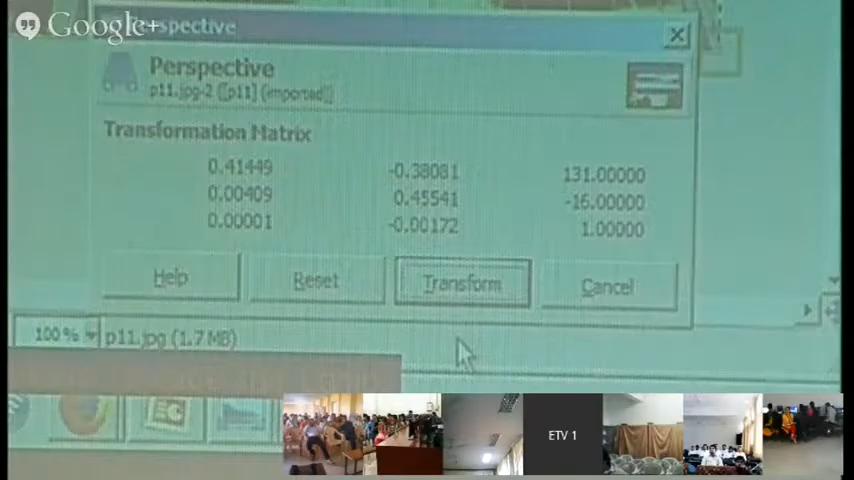 Google+
Perspective
Perspective
p11.jpg-2 ([p11] (imported))
Transformation Matrix
0.41449 -0.38081 131.00000
0.00409 0.45541 -16.00000
0.00001 -0.00172 1.00000
Help Reset Transform Cancel
100% p11.jpg (1.7 MB)
ETV 1